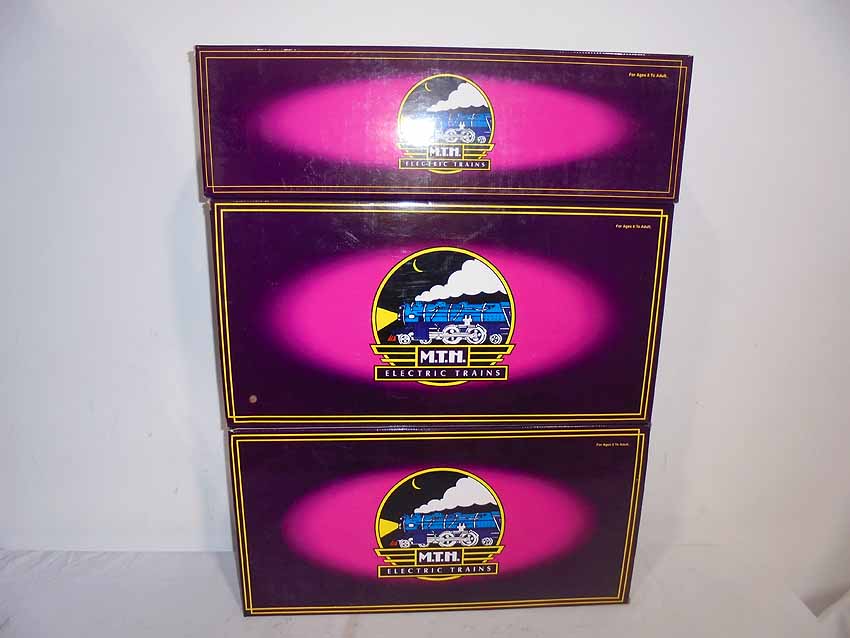 For Ages 8 To Adult.
M.T.H.
ELECTRIC TRAINS
For Ages 8 To Adult.
M.T.H.
ELECTRIC TRAINS
For Ages 8 To Adult.
M.T.H.
ELECTRIC TRAINS